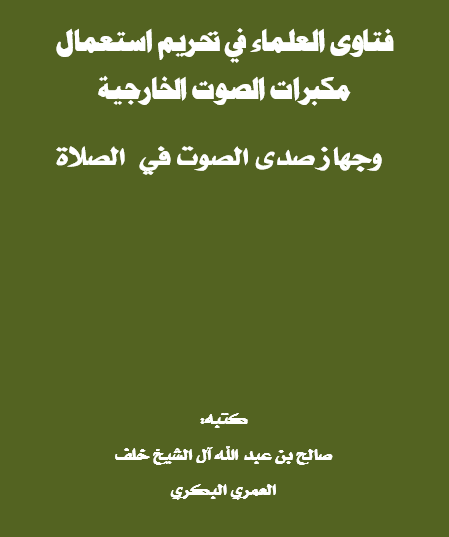 فتاوى العلماء في تحريم استعمال
مكبرات الصوت الخارجية
وجهاز صدى الصوت في الصلاة
كتبه:
صالح بن عبد الله آل الشيخ خلف
العمري البكري